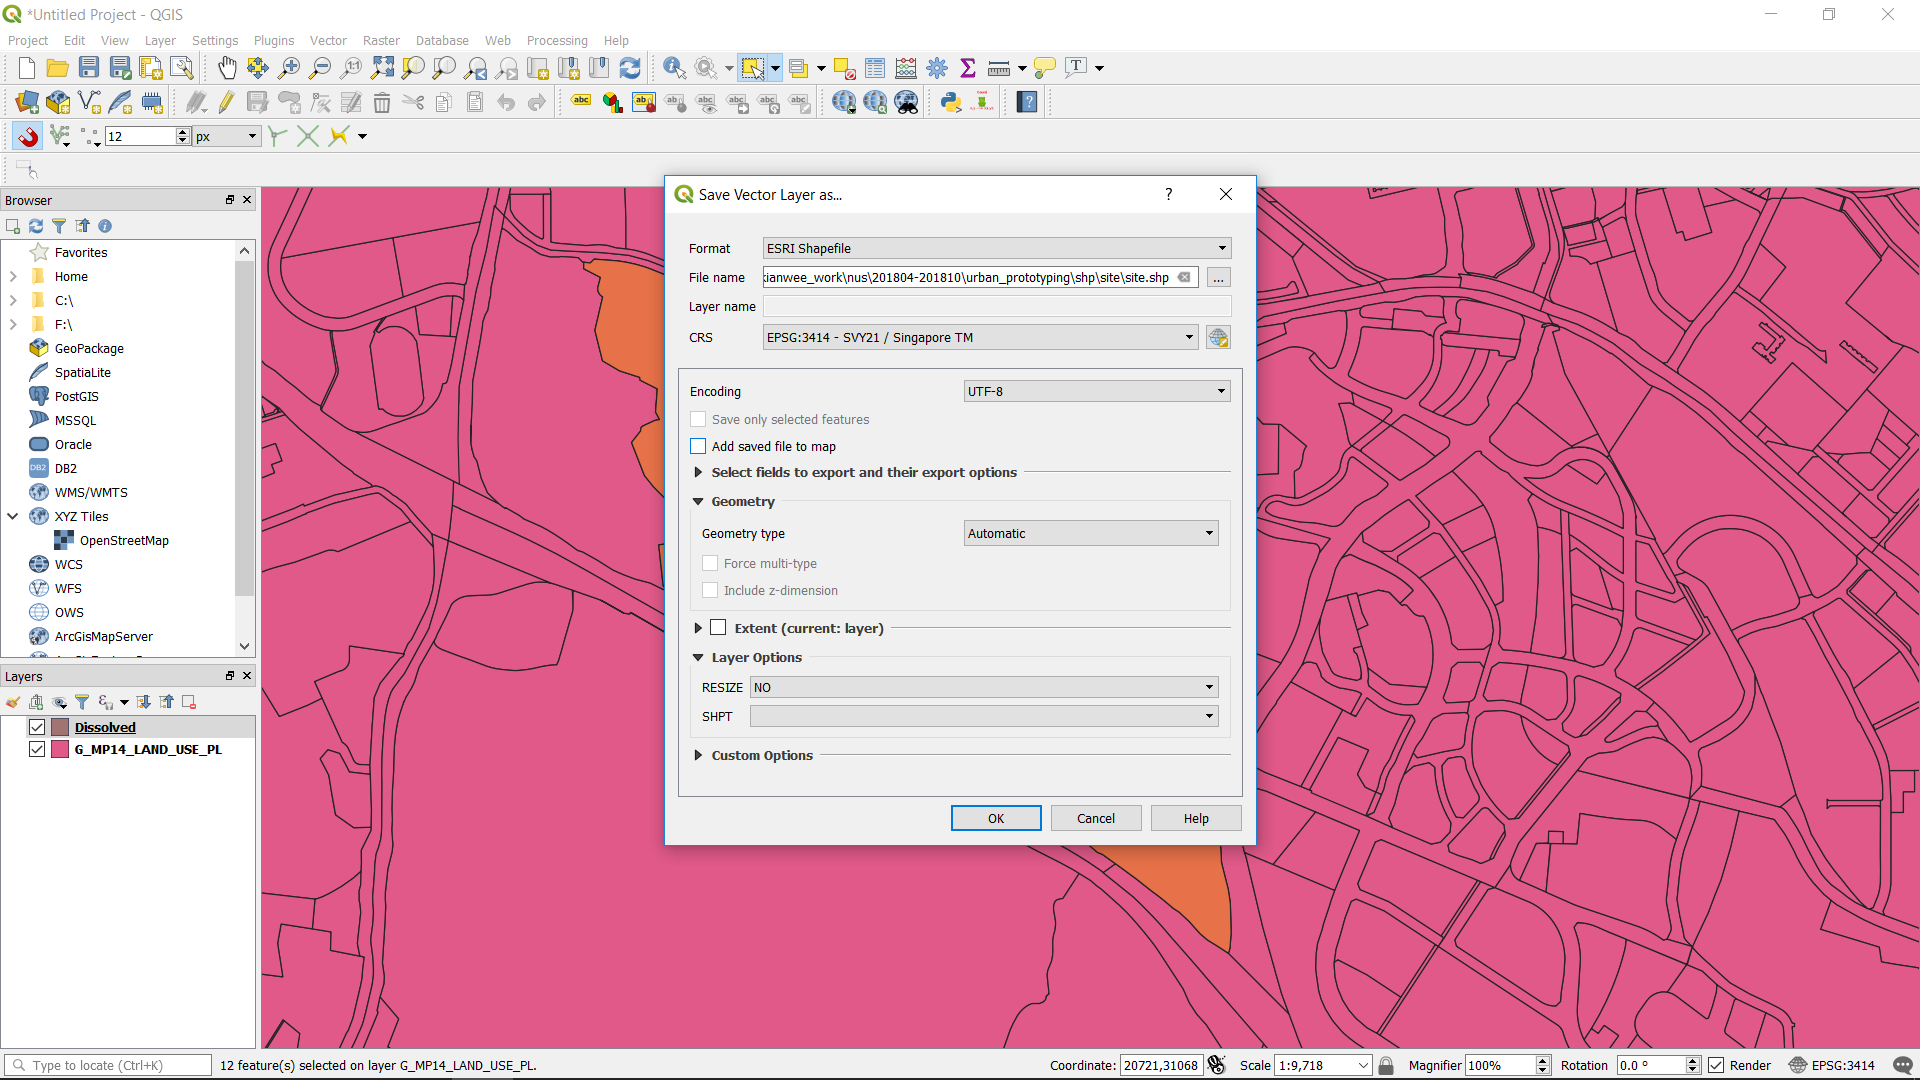 *Untitled Project - QGIS
Project Edit View Layer Settings Plugins Vector Raster Database Web Processing Help
12 px
Browser
Favorites
Home
C:\
F:\
GeoPackage
SpatiaLite
PostGIS
MSSQL
Oracle
DB2
WMS/WMTS
XYZ Tiles
OpenStreetMap
WCS
WFS
OWS
ArcGisMapServer
Layers
Dissolved
G_MP14_LAND_USE_PL
Save Vector Layer as...
Format ESRI Shapefile
File name ianwee_work\nus\201804-201810\urban_prototyping\shp\site\site.shp ...
Layer name
CRS EPSG:3414 - SVY21 / Singapore TM
Encoding UTF-8
Save only selected features
Add saved file to map
Select fields to export and their export options
Geometry
Geometry type Automatic
Force multi-type
Include z-dimension
Extent (current: layer)
Layer Options
RESIZE NO
SHPT
Custom Options
OK Cancel Help
Type to locate (Ctrl+K) 12 feature(s) selected on layer G_MP14_LAND_USE_PL. Coordinate: 20721,31068 Scale 1:9,718 Magnifier 100% Rotation 0.0 ° Render EPSG:3414